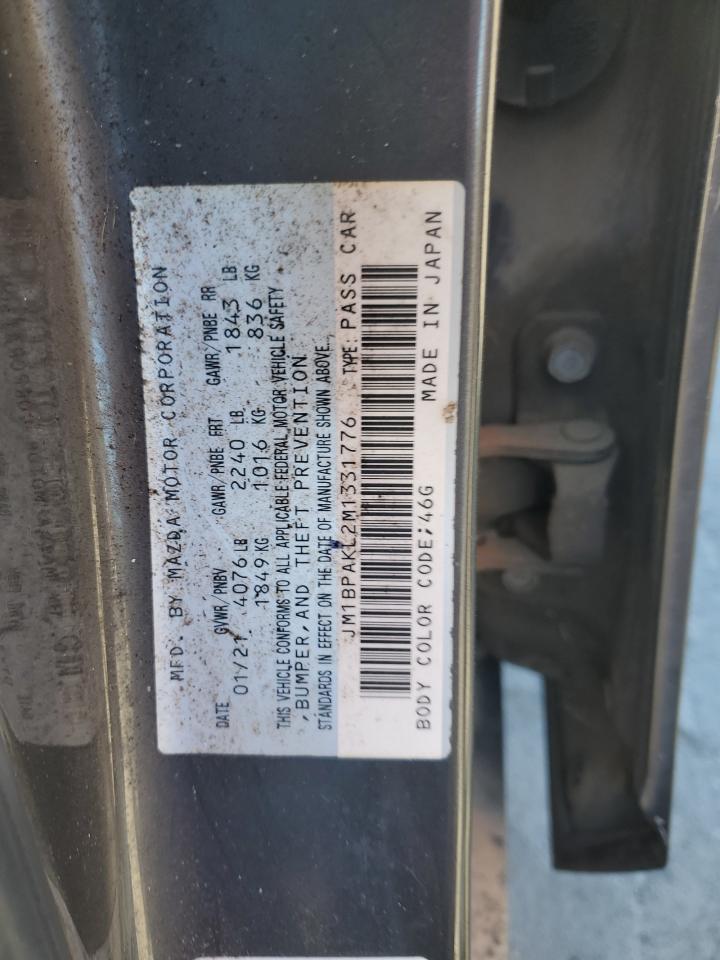 MFD. BY MAZDA MOTOR CORPORATION
DATE GVWR/PNBV GAWR/PNBE FRT GAWR/PNBE RR
01/21 4076 LB 2240 LB 1843 LB
1849 KG 1016 KG 836 KG
THIS VEHICLE CONFORMS TO ALL APPLICABLE FEDERAL MOTOR VEHICLE SAFETY
, BUMPER, AND THEFT PREVENTION
STANDARDS IN EFFECT ON THE DATE OF MANUFACTURE SHOWN ABOVE.
JM1BPAKL2M1331776 TYPE: PASS CAR
BODY COLOR CODE;46G MADE IN JAPAN